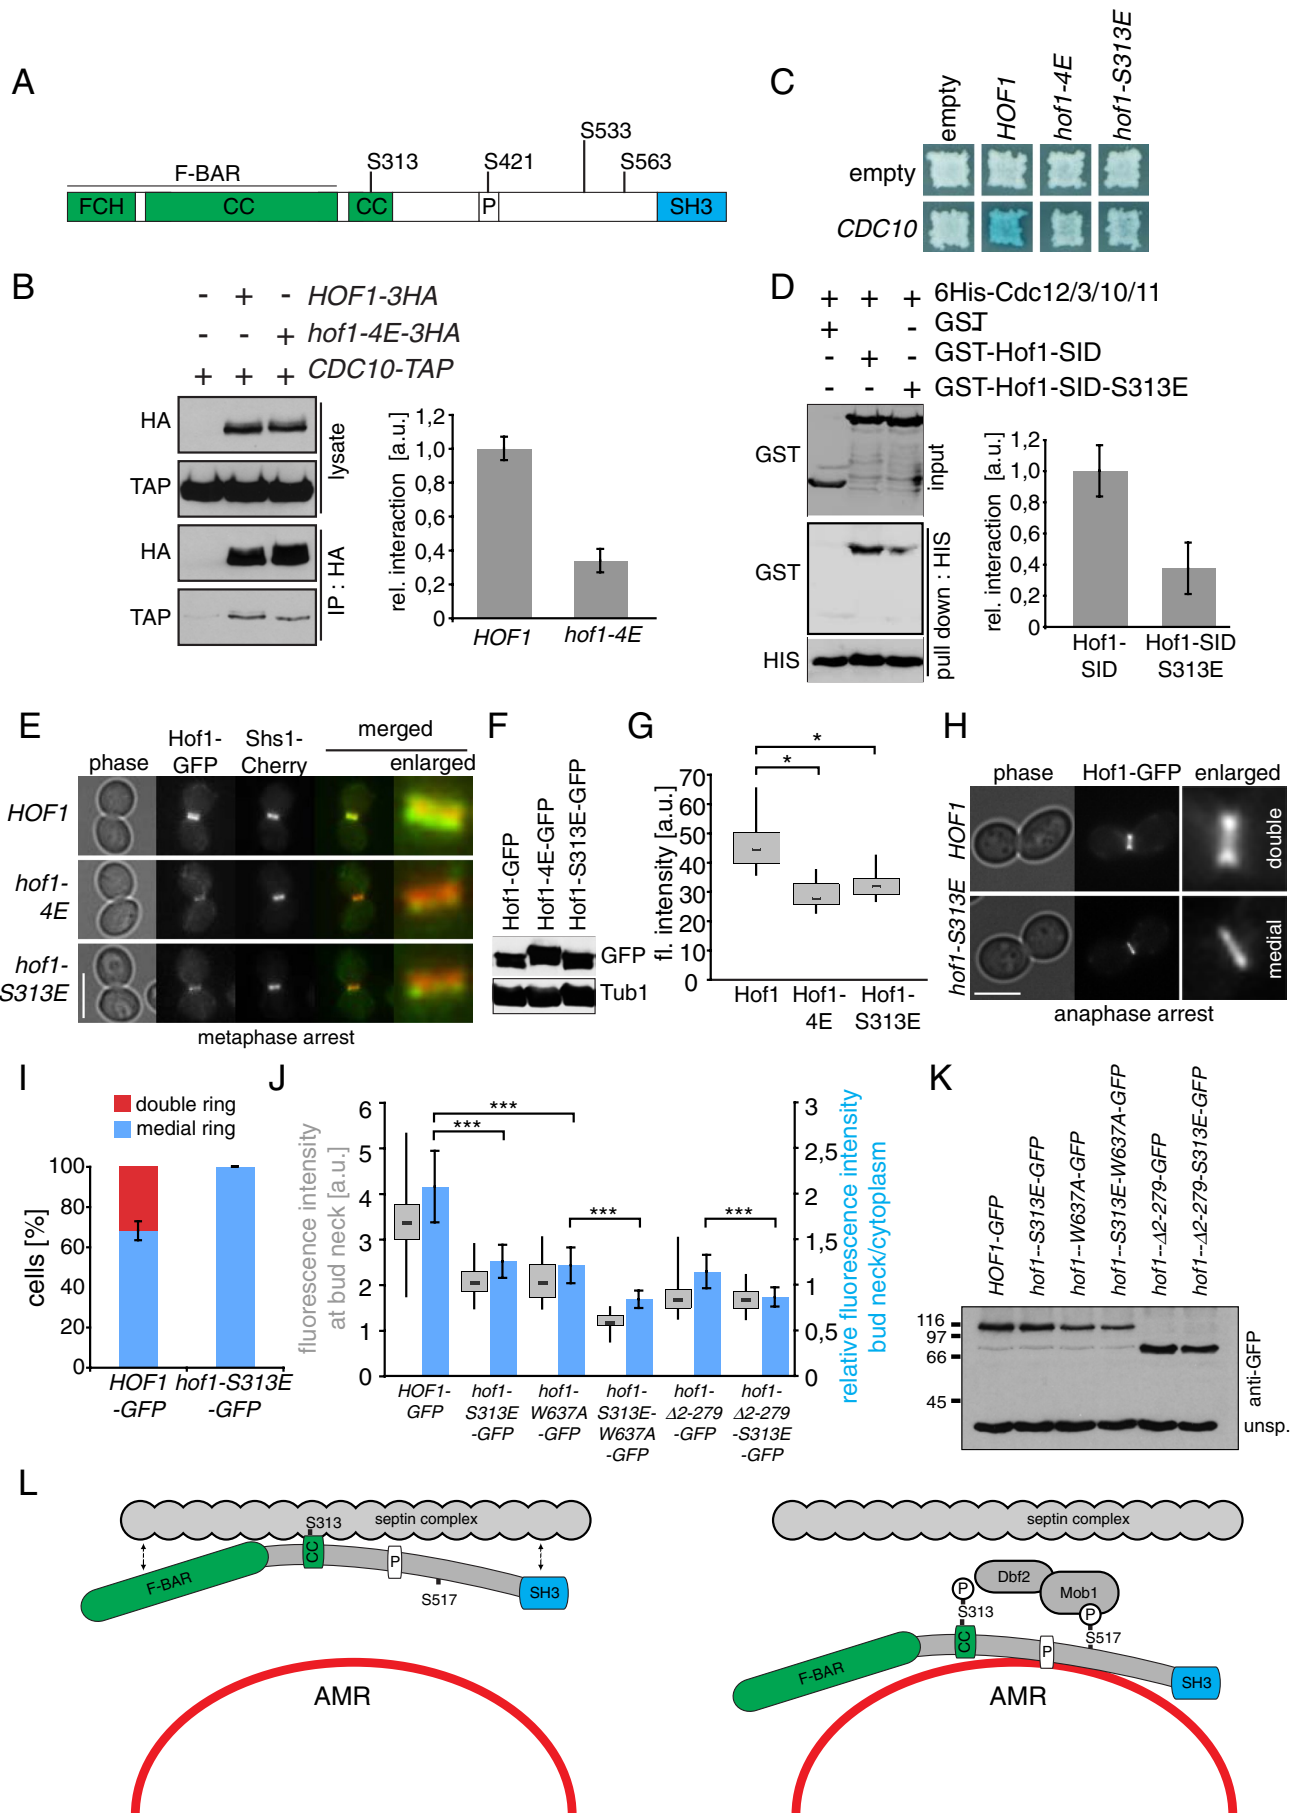 A
F-BAR
S313
S421
S533
S563
FCH
CC
CC
P
SH3
C
empty
HOF1
hof1-4E
hof1-S313E
empty
CDC10
B
- + - HOF1-3HA
- - + hof1-4E-3HA
+ + + CDC10-TAP
HA
TAP
lysate
HA
TAP
IP : HA
rel. interaction [a.u.]
1,2
1,0
0,8
0,6
0,4
0,2
0
HOF1
hof1-4E
D
+ + + 6His-Cdc12/3/10/11
+ - GST
- + - GST-Hof1-SID
- - + GST-Hof1-SID-S313E
GST
input
GST
HIS
pull down : HIS
rel. interaction [a.u.]
1,2
1,0
0,8
0,6
0,4
0,2
0
Hof1-
SID
Hof1-SID
S313E
E
phase
Hof1-
GFP
Shs1-
Cherry
merged
enlarged
HOF1
hof1-
4E
hof1-
S313E
metaphase arrest
F
Hof1-GFP
Hof1-4E-GFP
Hof1-S313E-GFP
GFP
Tub1
G
fl. intensity [a.u.]
70
60
50
40
30
20
10
0
*
*
Hof1
Hof1-
4E
Hof1-
S313E
H
phase
Hof1-GFP
enlarged
HOF1
hof1-S313E
double
medial
anaphase arrest
I
double ring
medial ring
cells [%]
100
80
60
40
20
0
HOF1
-GFP
hof1-S313E
-GFP
J
fluorescence intensity
at bud neck [a.u.]
6
5
4
3
2
1
0
***
***
***
***
3
2,5
2
1,5
1
0,5
0
relative fluorescence intensity
bud neck/cytoplasm
HOF1-
GFP
hof1-
S313E
-GFP
hof1-
W637A
-GFP
hof1-
S313E-
W637A
-GFP
hof1-
Δ2-279
-GFP
hof1-
Δ2-279
-S313E
-GFP
K
HOF1-GFP
hof1--S313E-GFP
hof1--W637A-GFP
hof1--S313E-W637A-GFP
hof1--Δ2-279-GFP
hof1--Δ2-279-S313E-GFP
116
97
66
45
anti-GFP
unsp.
L
septin complex
S313
CC
P
F-BAR
S517
SH3
AMR
septin complex
Dbf2
Mob1
P
P
S313
S517
CC
P
F-BAR
SH3
AMR